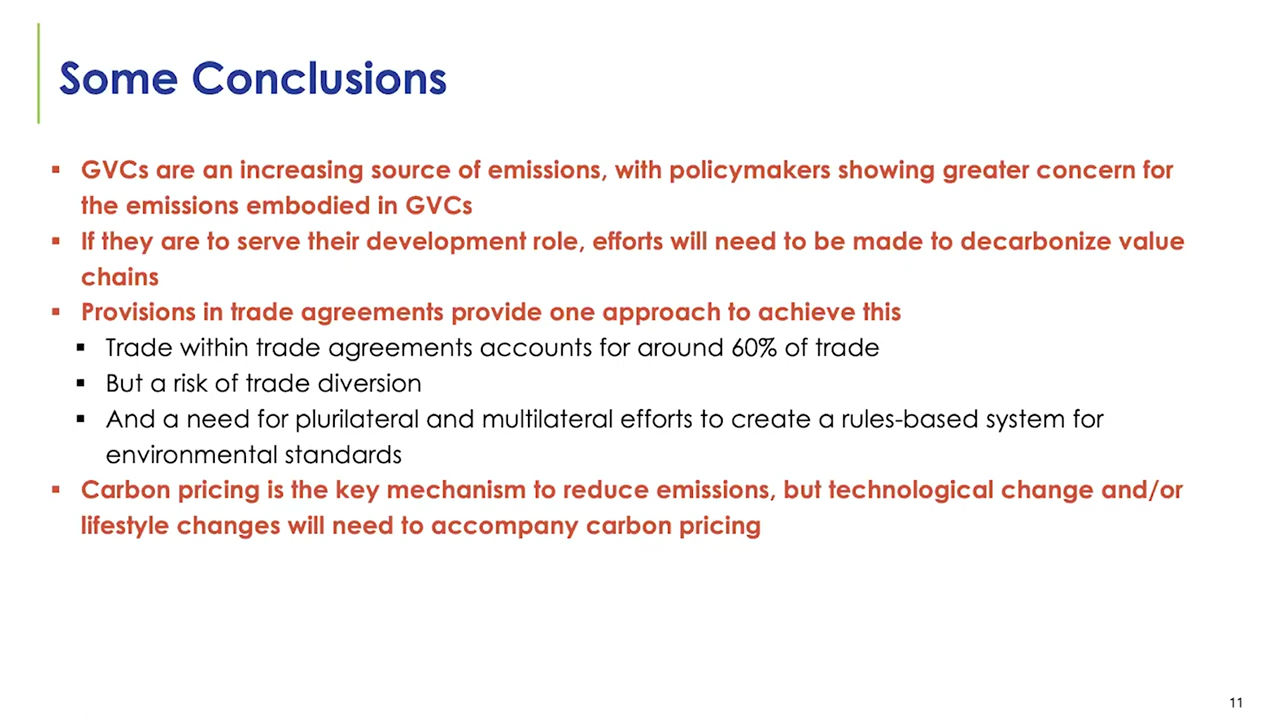 Some Conclusions
▪ GVCs are an increasing source of emissions, with policymakers showing greater concern for
the emissions embodied in GVCs
▪ If they are to serve their development role, efforts will need to be made to decarbonize value
chains
▪ Provisions in trade agreements provide one approach to achieve this
▪ Trade within trade agreements accounts for around 60% of trade
▪ But a risk of trade diversion
▪ And a need for plurilateral and multilateral efforts to create a rules-based system for
environmental standards
▪ Carbon pricing is the key mechanism to reduce emissions, but technological change and/or
lifestyle changes will need to accompany carbon pricing
11